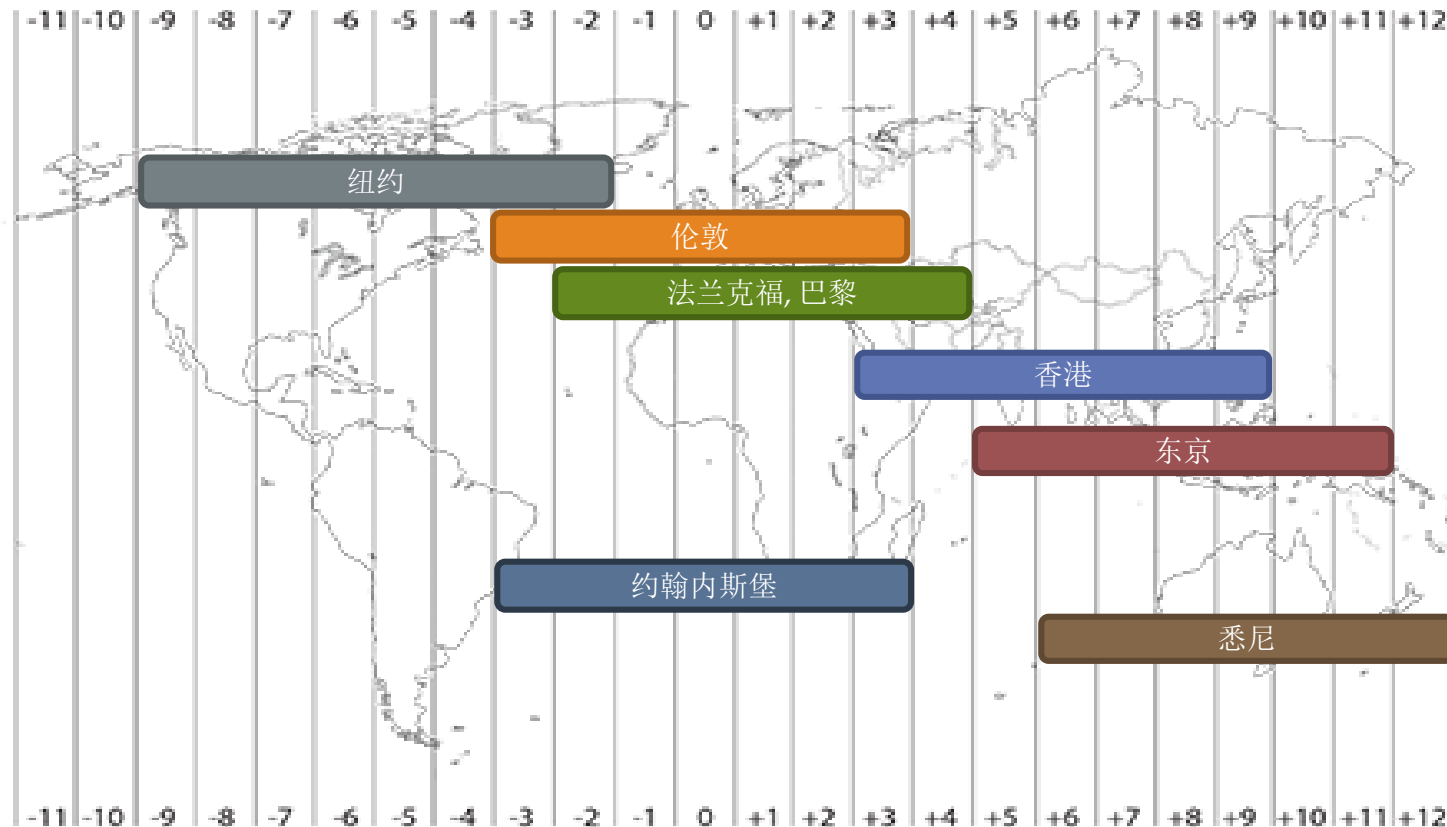 -11 -10 -9 -8 -7 -6 -5 -4 -3 -2 -1 0 +1 +2 +3 +4 +5 +6 +7 +8 +9 +10 +11 +12
纽约
伦敦
法兰克福, 巴黎
香港
东京
约翰内斯堡
悉尼
-11 -10 -9 -8 -7 -6 -5 -4 -3 -2 -1 0 +1 +2 +3 +4 +5 +6 +7 +8 +9 +10 +11 +12